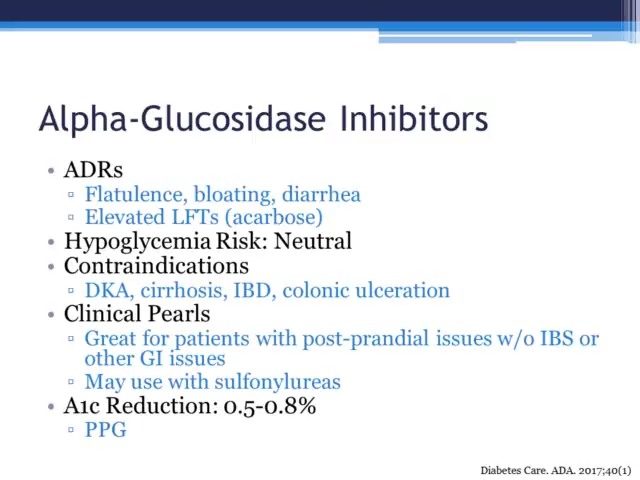 Alpha-Glucosidase Inhibitors
• ADRs
▫ Flatulence, bloating, diarrhea
▫ Elevated LFTs (acarbose)
• Hypoglycemia Risk: Neutral
• Contraindications
▫ DKA, cirrhosis, IBD, colonic ulceration
• Clinical Pearls
▫ Great for patients with post-prandial issues w/o IBS or
other GI issues
▫ May use with sulfonylureas
• A1c Reduction: 0.5-0.8%
▫ PPG
Diabetes Care. ADA. 2017;40(1)